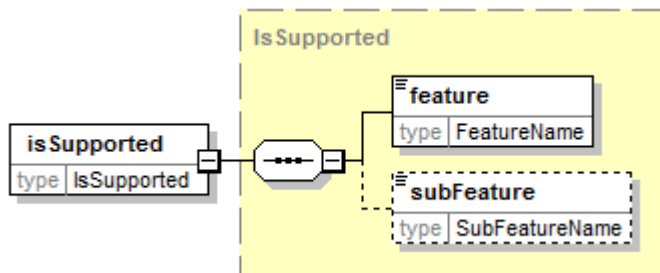 IsSupported
feature
type FeatureName
isSupported
type IsSupported
subFeature
type SubFeatureName